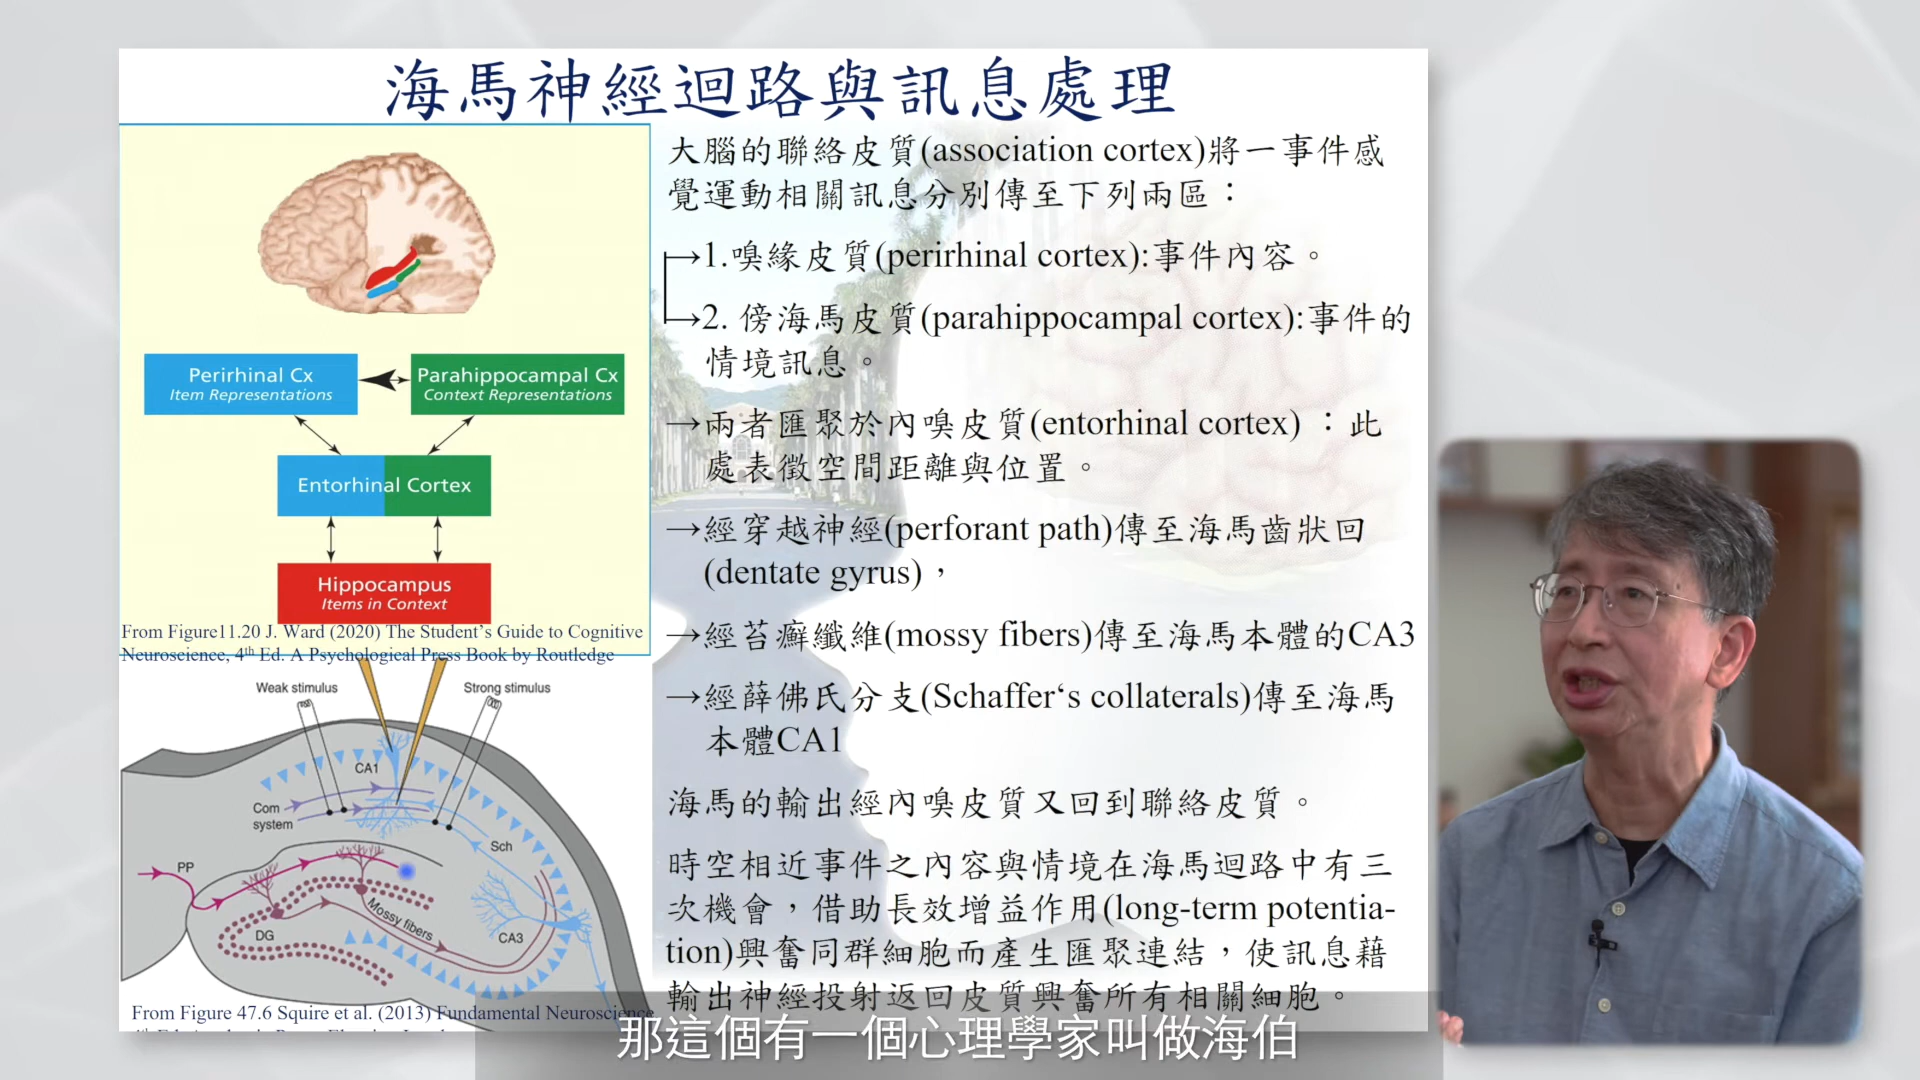 海馬神經迴路與訊息處理
Perirhinal Cx
Item Representations
Parahippocampal Cx
Context Representations
Entorhinal Cortex
Hippocampus
Items in Context
From Figure11.20 J. Ward (2020) The Student's Guide to Cognitive
Neuroscience, 4th Ed. A Psychological Press Book by Routledge
Weak stimulus
Strong stimulus
CA1
Com
system
Sch
PP
Mossy fibers
DG
CA3
From Figure 47.6 Squire et al. (2013) Fundamental Neuroscience
大腦的聯絡皮質(association cortex)將一事件感
覺運動相關訊息分別傳至下列兩區：
→1.嗅緣皮質(perirhinal cortex):事件內容。
→2. 傍海馬皮質(parahippocampal cortex):事件的
情境訊息。
→兩者匯聚於內嗅皮質(entorhinal cortex) ：此
處表徵空間距離與位置。
→經穿越神經(perforant path)傳至海馬齒狀回
(dentate gyrus)，
→經苔癬纖維(mossy fibers)傳至海馬本體的CA3
→經薛佛氏分支(Schaffer‘s collaterals)傳至海馬
本體CA1
海馬的輸出經內嗅皮質又回到聯絡皮質。
時空相近事件之內容與情境在海馬迴路中有三
次機會，借助長效增益作用(long-term potentia-
tion)興奮同群細胞而產生匯聚連結，使訊息藉
輸出神經投射返回皮質興奮所有相關細胞。
那這個有一個心理學家叫做海伯